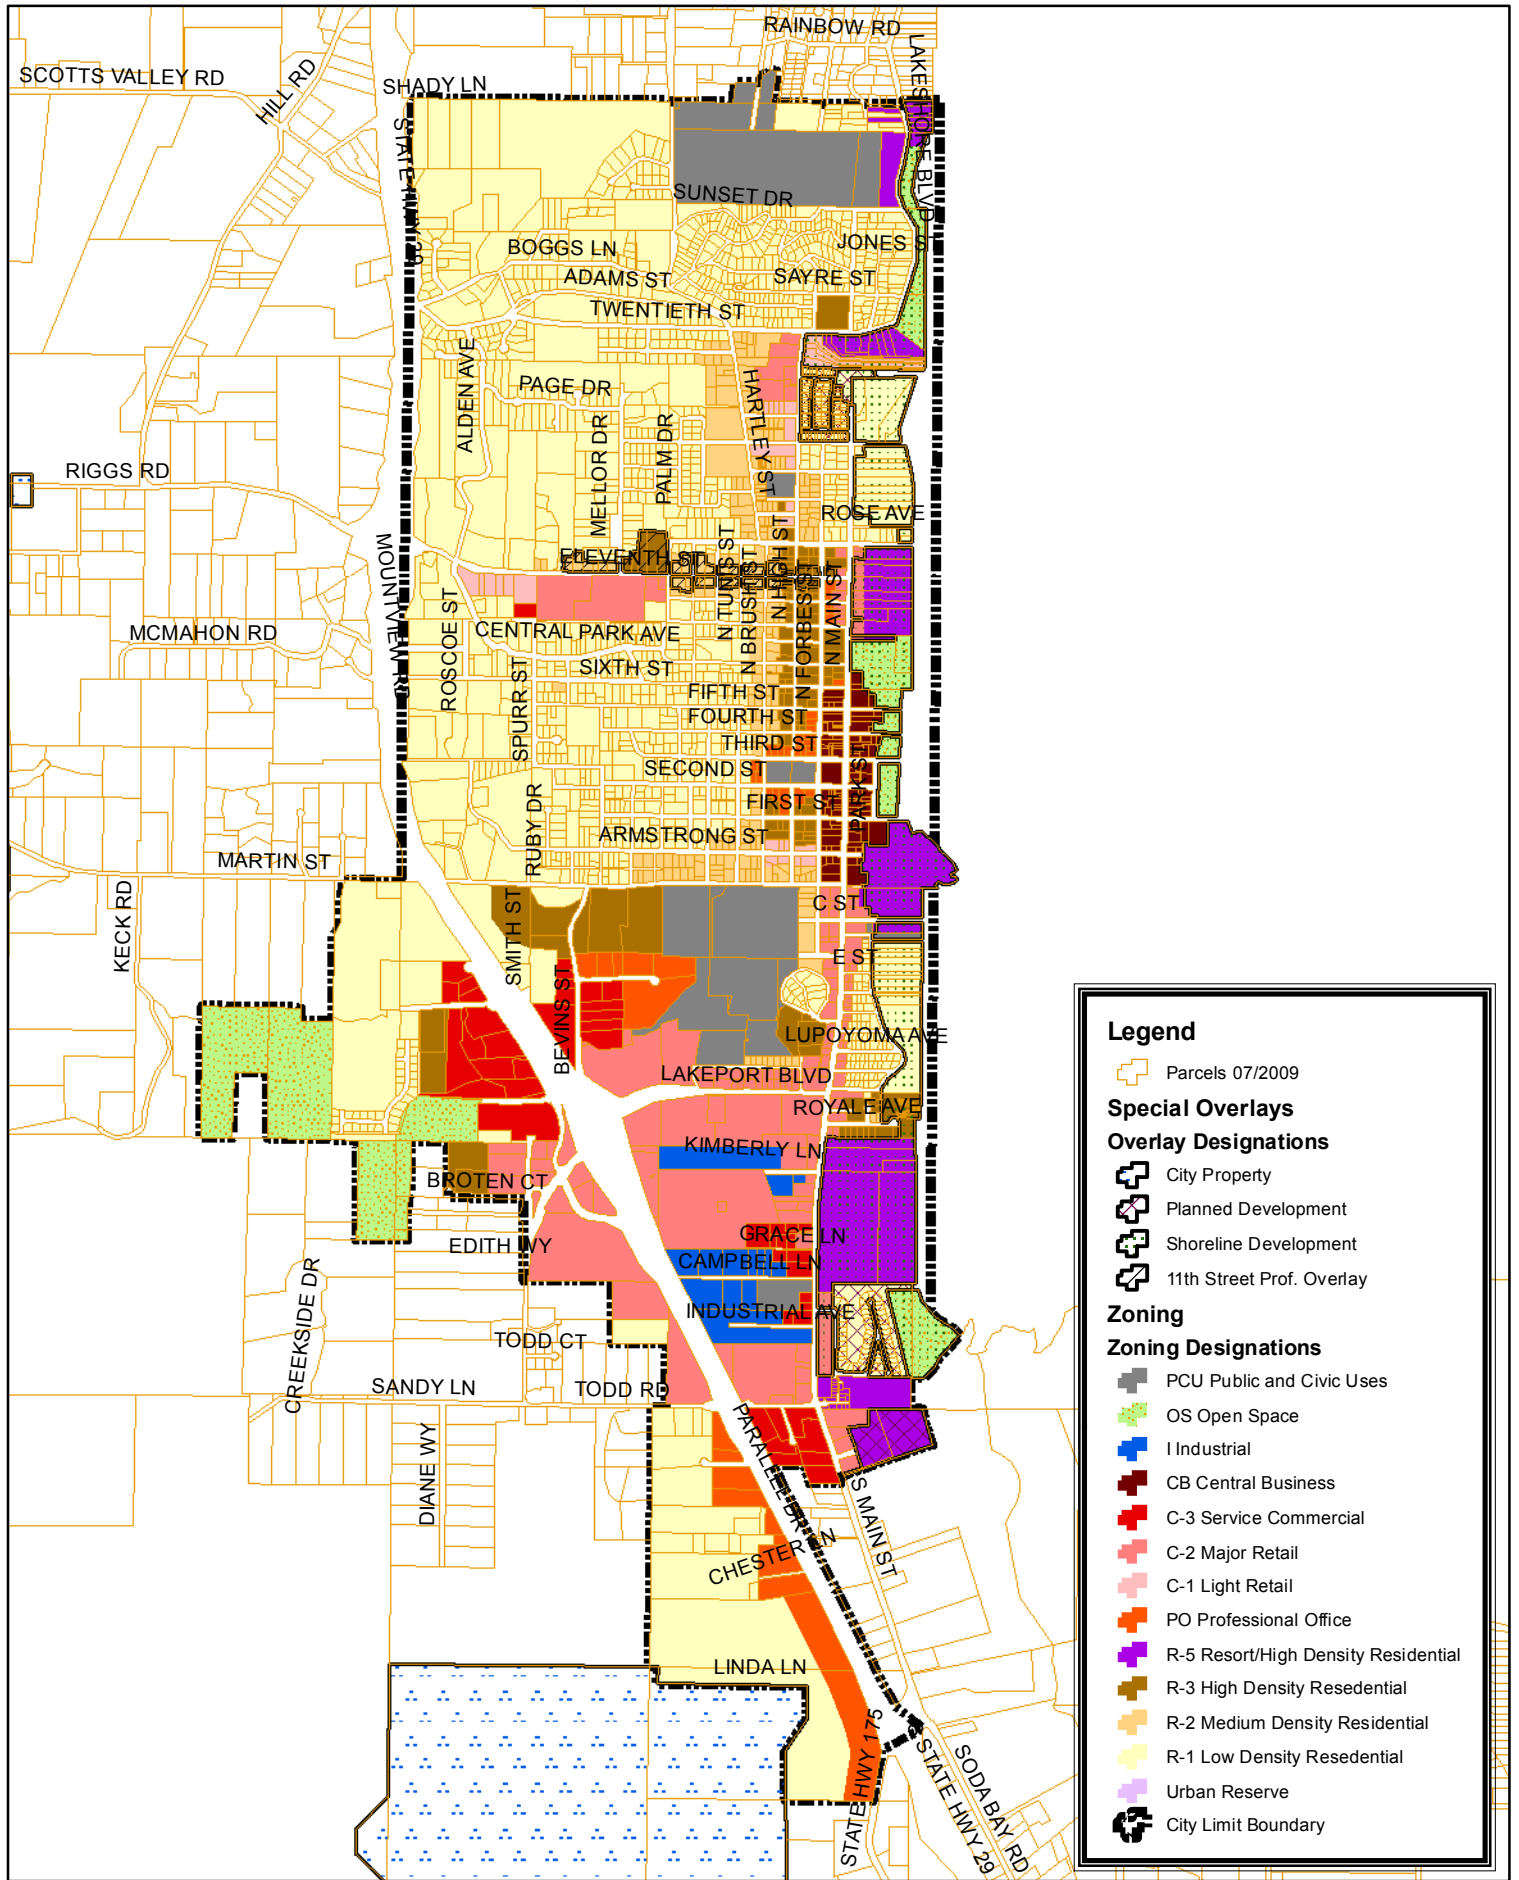 RAINBOW RD
LAKESHORE BLVD
SCOTTS VALLEY RD
HILL RD
SHADY LN
SUNSET DR
JONES ST
BOGGS LN
ADAMS ST
SAYRE ST
TWENTIETH ST
ALDEN AVE
PAGE DR
HARTLEY ST
MELLOR DR
PALM DR
RIGGS RD
ROSE AVE
MOUNTVIEW RD
ELEVENTH ST
N TUNIS ST
N BRUSH ST
N HIGH ST
N FORBES ST
N MAIN ST
ROSCOE ST
MCMAHON RD
CENTRAL PARK AVE
SIXTH ST
SPURR ST
FIFTH ST
FOURTH ST
THIRD ST
PARK ST
SECOND ST
RUBY DR
FIRST ST
ARMSTRONG ST
MARTIN ST
KECK RD
SMITH ST
C ST
E ST
BEVINS ST
LUPOYOMA AVE
LAKEPORT BLVD
ROYALE AVE
KIMBERLY LN
BROTEN CT
GRACE LN
EDITH WY
CAMPBELL LN
CREEKSIDE DR
INDUSTRIAL AVE
TODD CT
SANDY LN
TODD RD
DIANE WY
PARALLEL DR
S MAIN ST
CHESTER LN
LINDA LN
STATE HWY 175
STATE HWY 29
SODA BAY RD
Legend
Parcels 07/2009
Special Overlays
Overlay Designations
City Property
Planned Development
Shoreline Development
11th Street Prof. Overlay
Zoning
Zoning Designations
PCU Public and Civic Uses
OS Open Space
I Industrial
CB Central Business
C-3 Service Commercial
C-2 Major Retail
C-1 Light Retail
PO Professional Office
R-5 Resort/High Density Residential
R-3 High Density Resedential
R-2 Medium Density Residential
R-1 Low Density Resedential
Urban Reserve
City Limit Boundary